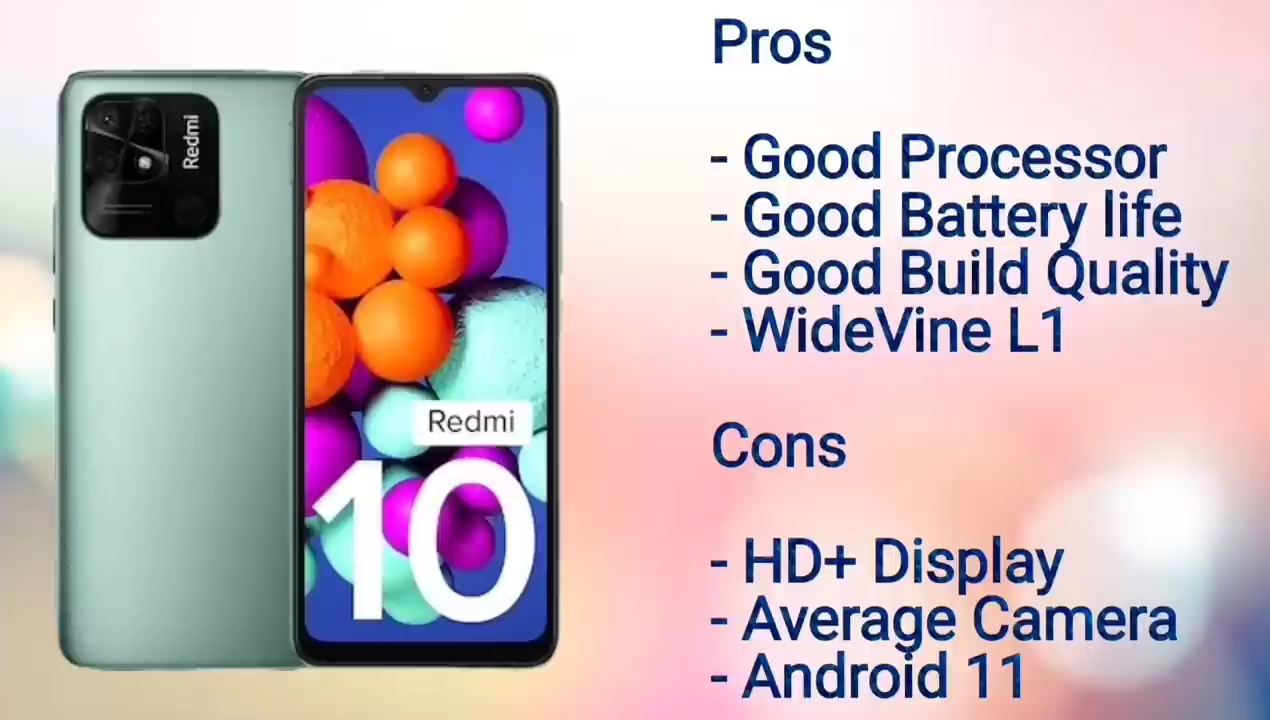 Redmi
Redmi
10
Pros
- Good Processor
- Good Battery life
- Good Build Quality
- WideVine L1
Cons
- HD+ Display
- Average Camera
- Android 11